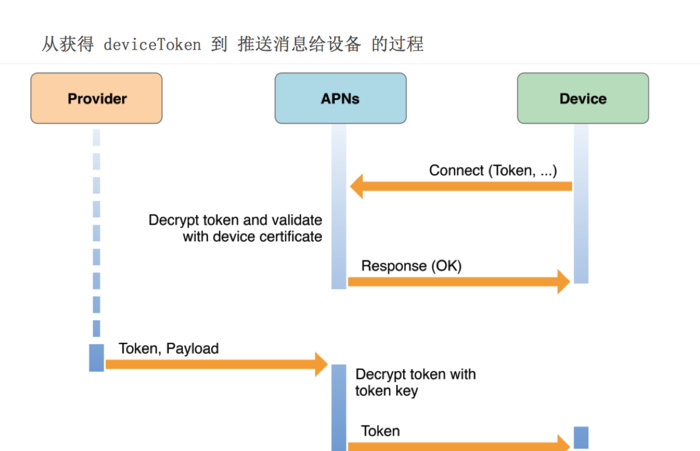 从获得 deviceToken 到 推送消息给设备 的过程
Provider
APNs
Device
Connect (Token, ...)
Decrypt token and validate
with device certificate
Response (OK)
Token, Payload
Decrypt token with
token key
Token